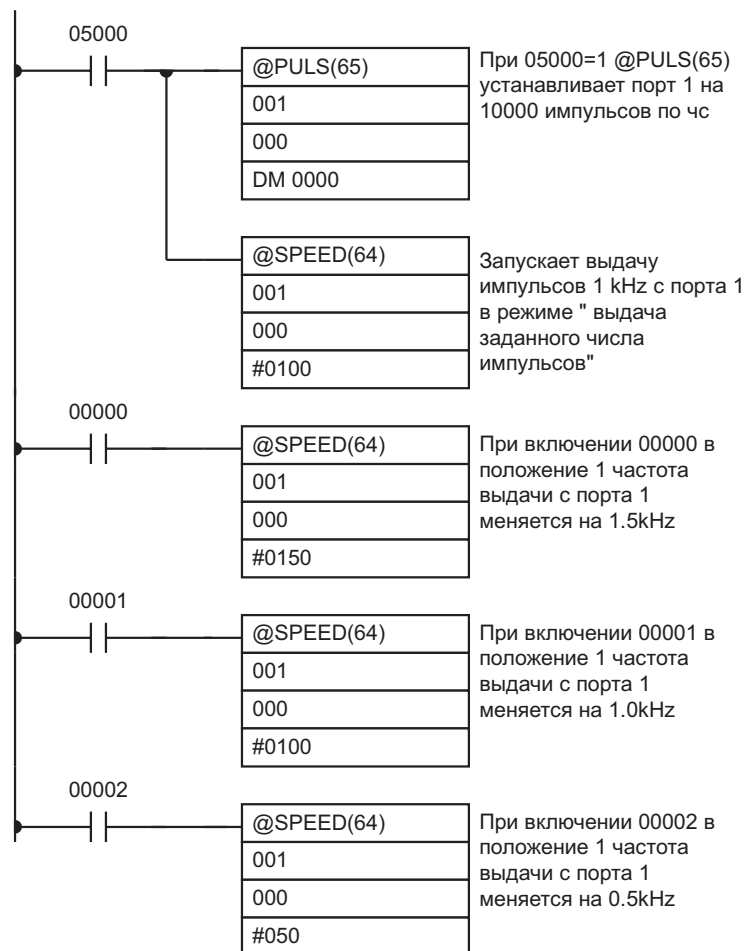 05000
@PULS(65)
001
000
DM 0000
При 05000=1 @PULS(65)
устанавливает порт 1 на
10000 импульсов по чс
@SPEED(64)
001
000
#0100
Запускает выдачу
импульсов 1 kHz с порта 1
в режиме " выдача
заданного числа
импульсов"
00000
@SPEED(64)
001
000
#0150
При включении 00000 в
положение 1 частота
выдачи с порта 1
меняется на 1.5kHz
00001
@SPEED(64)
001
000
#0100
При включении 00001 в
положение 1 частота
выдачи с порта 1
меняется на 1.0kHz
00002
@SPEED(64)
001
000
#050
При включении 00002 в
положение 1 частота
выдачи с порта 1
меняется на 0.5kHz